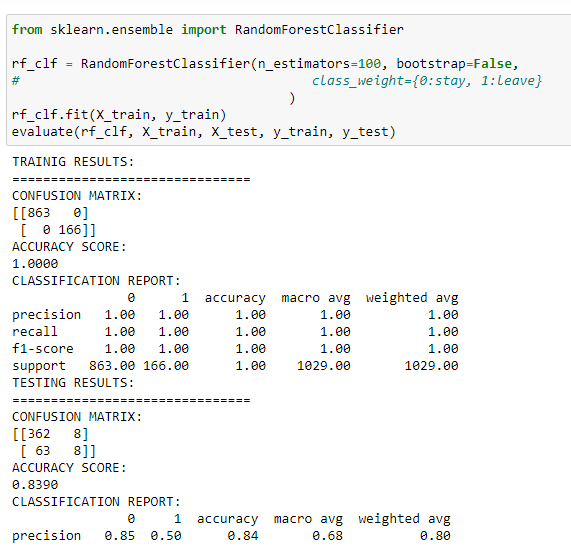 from sklearn.ensemble import RandomForestClassifier
rf_clf = RandomForestClassifier(n_estimators=100, bootstrap=False,
#                                     class_weight={0:stay, 1:leave}
                                  )
rf_clf.fit(X_train, y_train)
evaluate(rf_clf, X_train, X_test, y_train, y_test)
TRAINIG RESULTS:
===============================
CONFUSION MATRIX:
[[863   0]
 [  0 166]]
ACCURACY SCORE:
1.0000
CLASSIFICATION REPORT:
               0      1  accuracy  macro avg  weighted avg
precision   1.00   1.00      1.00       1.00          1.00
recall      1.00   1.00      1.00       1.00          1.00
f1-score    1.00   1.00      1.00       1.00          1.00
support   863.00 166.00      1.00    1029.00       1029.00
TESTING RESULTS:
===============================
CONFUSION MATRIX:
[[362   8]
 [ 63   8]]
ACCURACY SCORE:
0.8390
CLASSIFICATION REPORT:
               0     1  accuracy  macro avg  weighted avg
precision   0.85  0.50      0.84       0.68          0.80